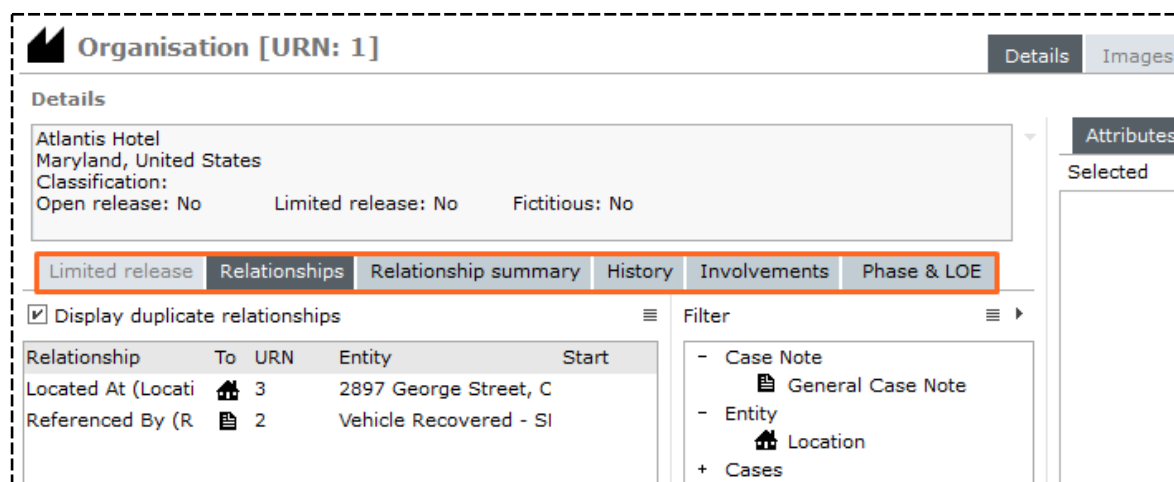 Organisation [URN: 1]
Details Images
Details
Atlantis Hotel
Maryland, United States
Classification:
Open release: No Limited release: No Fictitious: No
Attributes
Selected
Limited release Relationships Relationship summary History Involvements Phase & LOE
Display duplicate relationships
Relationship To URN Entity Start
Located At (Locati 3 2897 George Street, C
Referenced By (R 2 Vehicle Recovered - SI
Filter
- Case Note
General Case Note
- Entity
Location
+ Cases